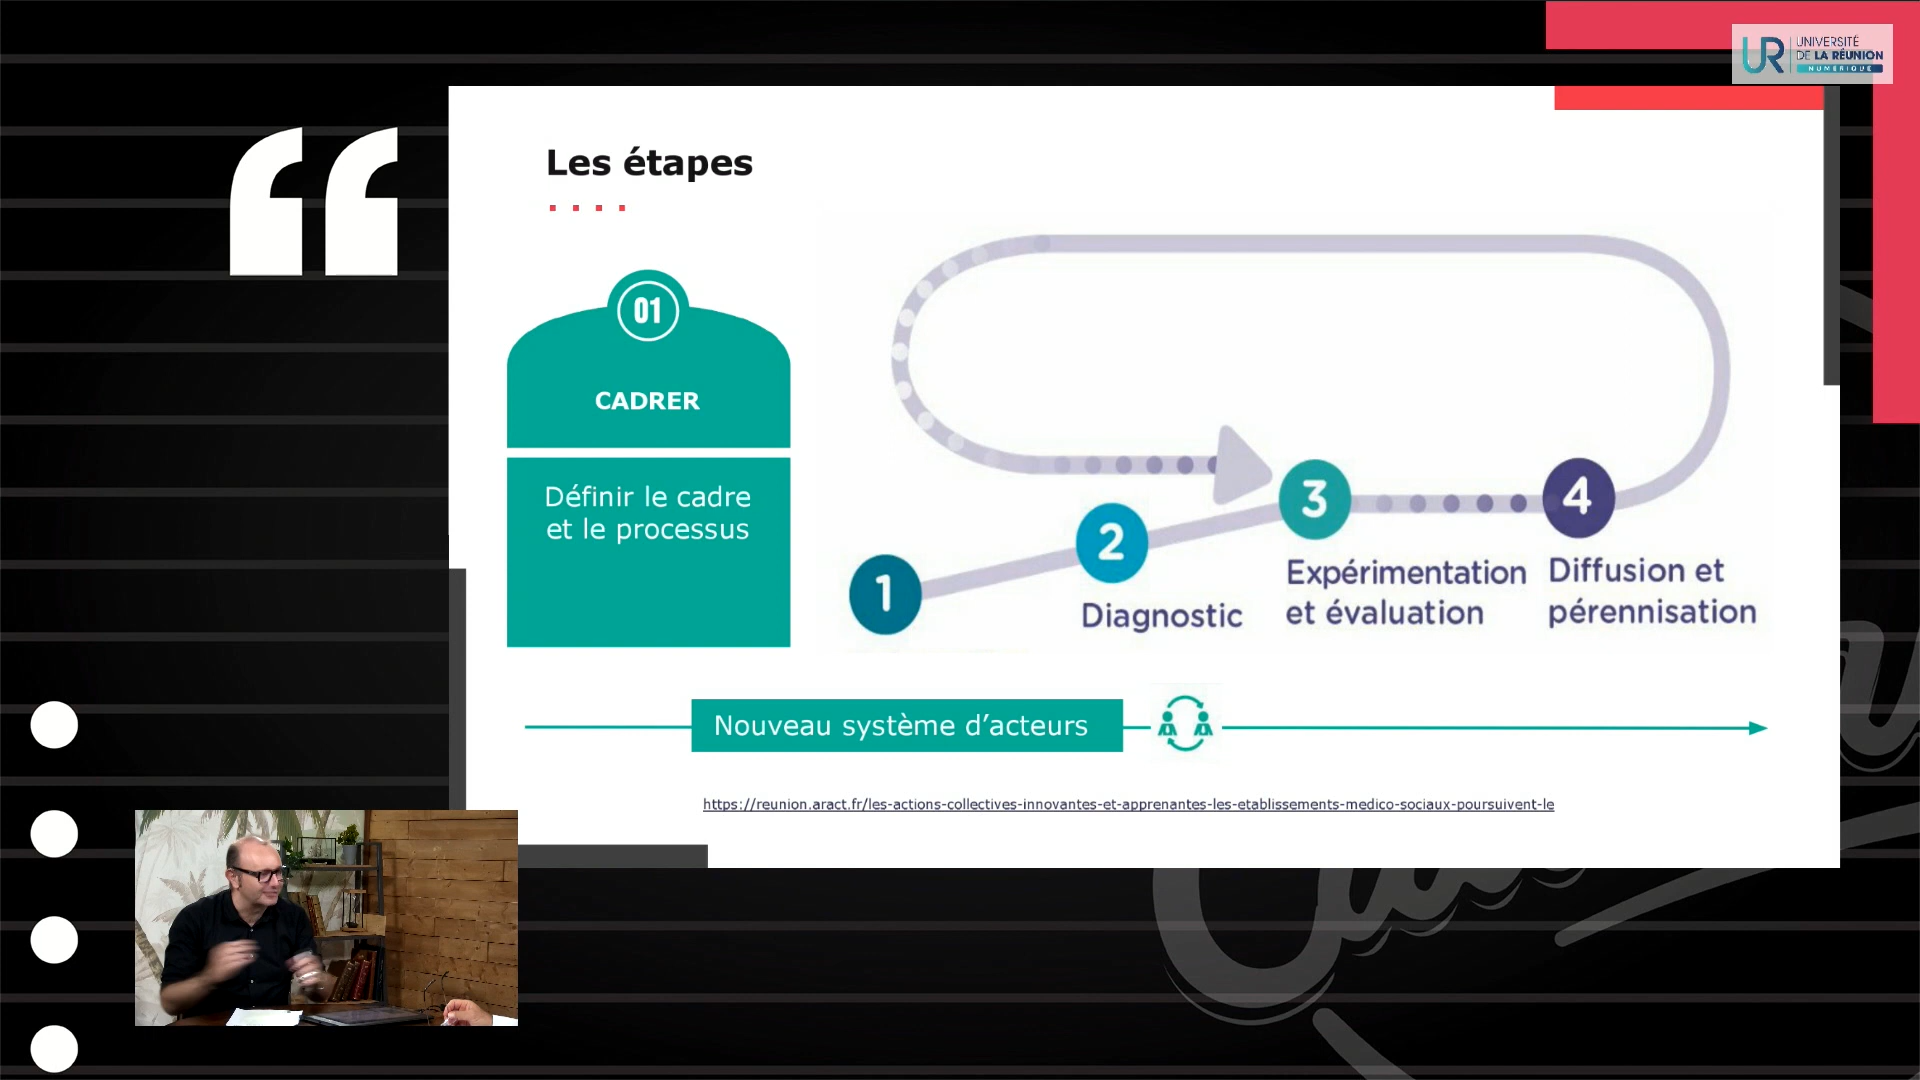 UR
UNIVERSITÉ
DE LA RÉUNION
NUMÉRIQUE
Les étapes
01
CADRER
Définir le cadre
et le processus
1
2
Diagnostic
3
Expérimentation
et évaluation
4
Diffusion et
pérennisation
Nouveau système d’acteurs
https://reunion.aract.fr/les-actions-collectives-innovantes-et-apprenantes-les-etablissements-medico-sociaux-poursuivent-le